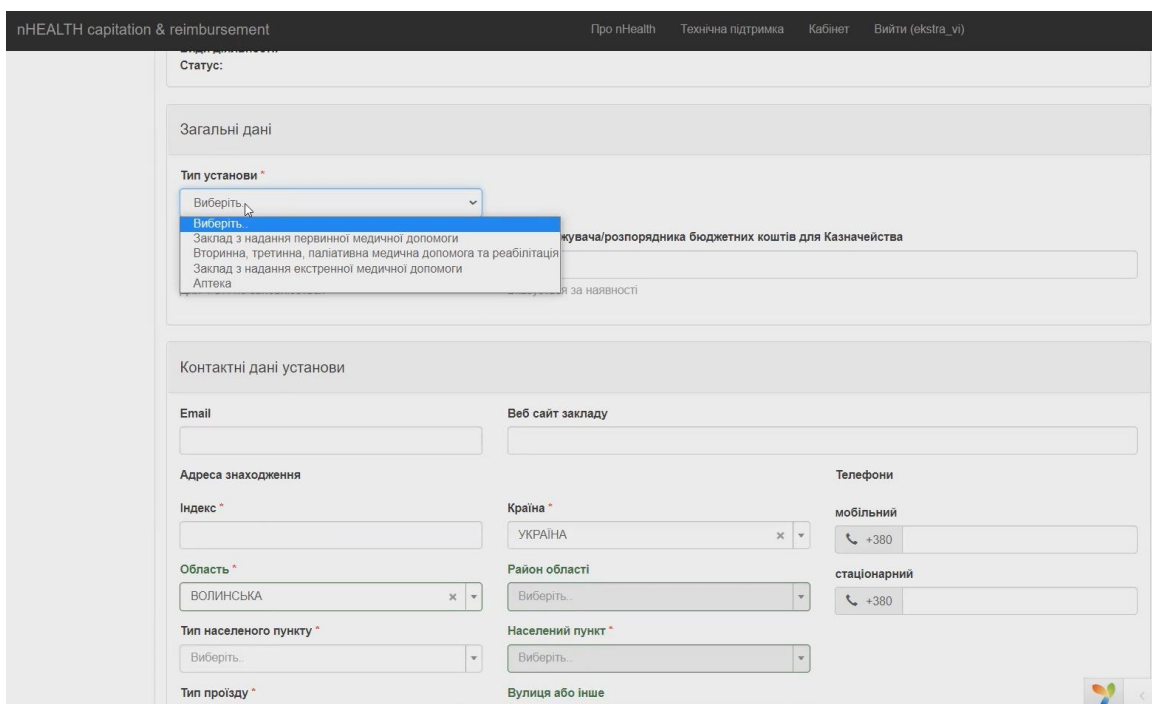 nHEALTH capitation & reimbursement
Про nHealth Технічна підтримка Кабінет Вийти (ekstra_vi)
Статус:
Загальні дані
Тип установи *
Виберіть..
Виберіть..
Заклад з надання первинної медичної допомоги
жувача/розпорядника бюджетних коштів для Казначейства
Вторинна, третинна, паліативна медична допомога та реабілітація
Заклад з надання екстренної медичної допомоги
Аптека
за наявності
Контактні дані установи
Email Веб сайт закладу
Адреса знаходження Телефони
Індекс * Країна * мобільний
УКРАЇНА × +380
Область * Район області стаціонарний
ВОЛИНСЬКА × Виберіть.. +380
Тип населеного пункту * Населений пункт *
Виберіть.. Виберіть..
Тип проїзду * Вулиця або інше